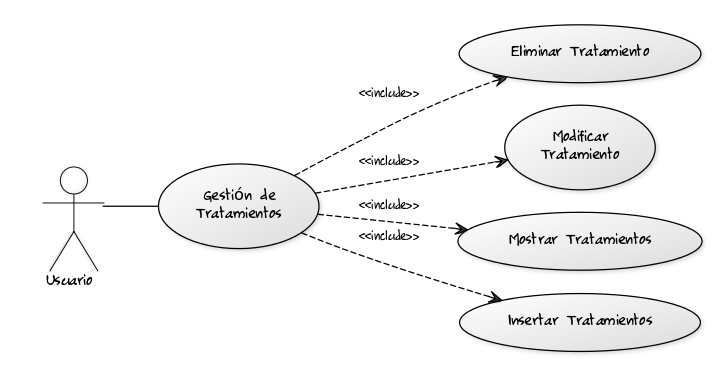 Eliminar Tratamiento
<<include>>
Modificar
Tratamiento
<<include>>
Gestión de
Tratamientos
<<include>>
Mostrar Tratamientos
<<include>>
Usuario
Insertar Tratamientos